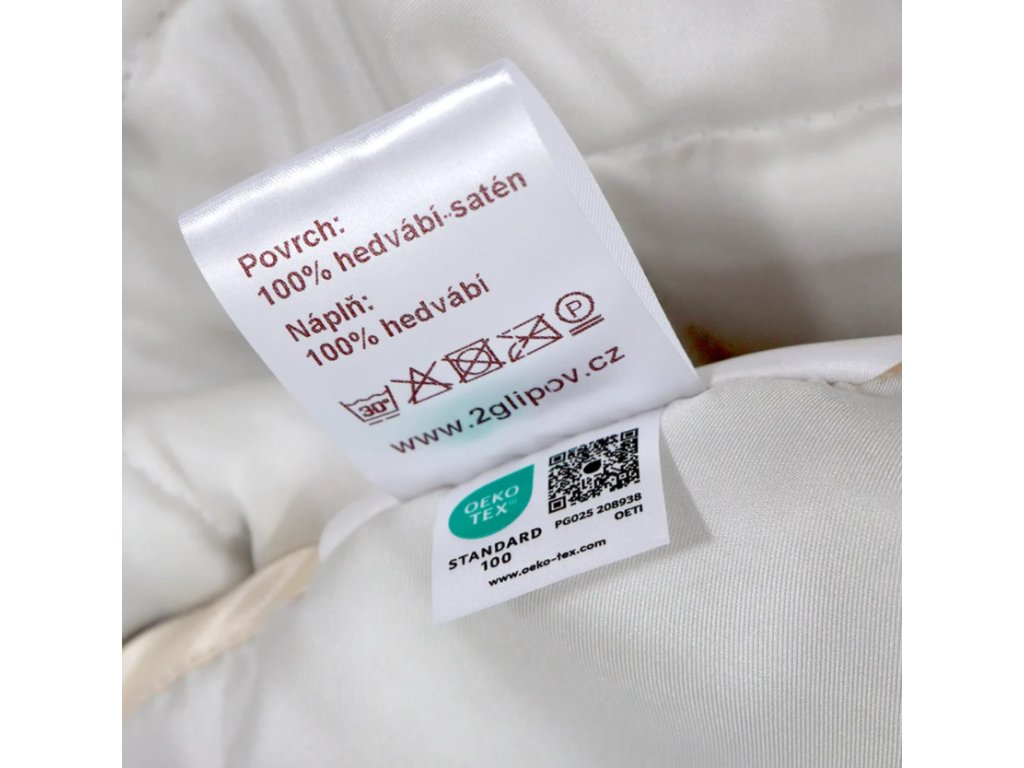 Povrch:
100% hedvábí-satén
Náplň:
100% hedvábí
30°
P
www.2glipov.cz
OEKO
TEX™
STANDARD
100
PG025 208938
OETI
www.oeko-tex.com